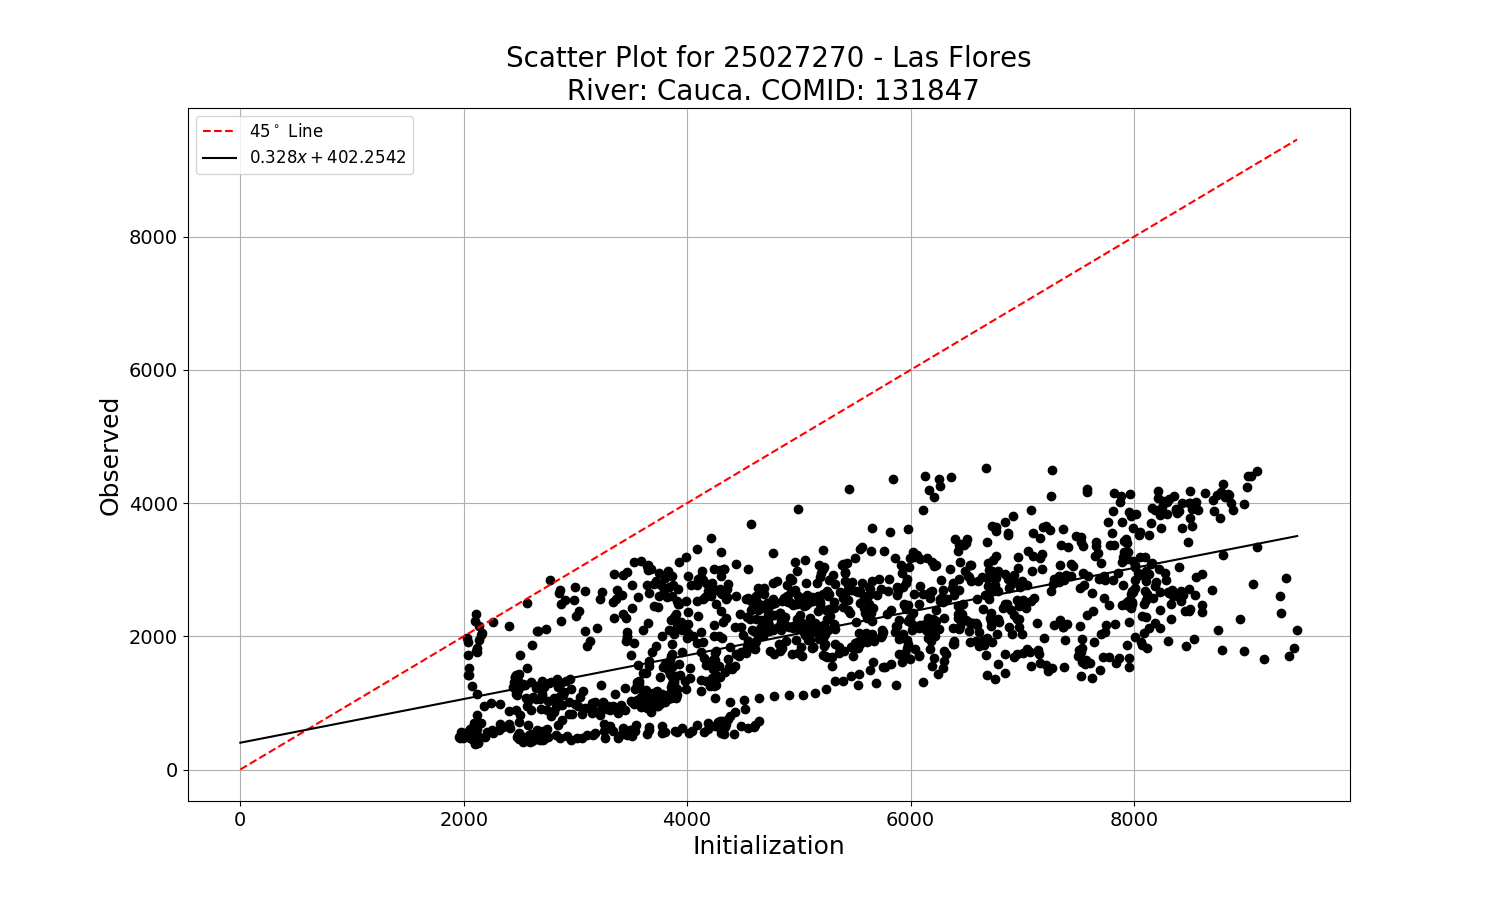 Scatter Plot for 25027270 - Las Flores
River: Cauca. COMID: 131847
45° Line
0.328x + 402.2542
Observed
8000
6000
4000
2000
0
0 2000 4000 6000 8000
Initialization